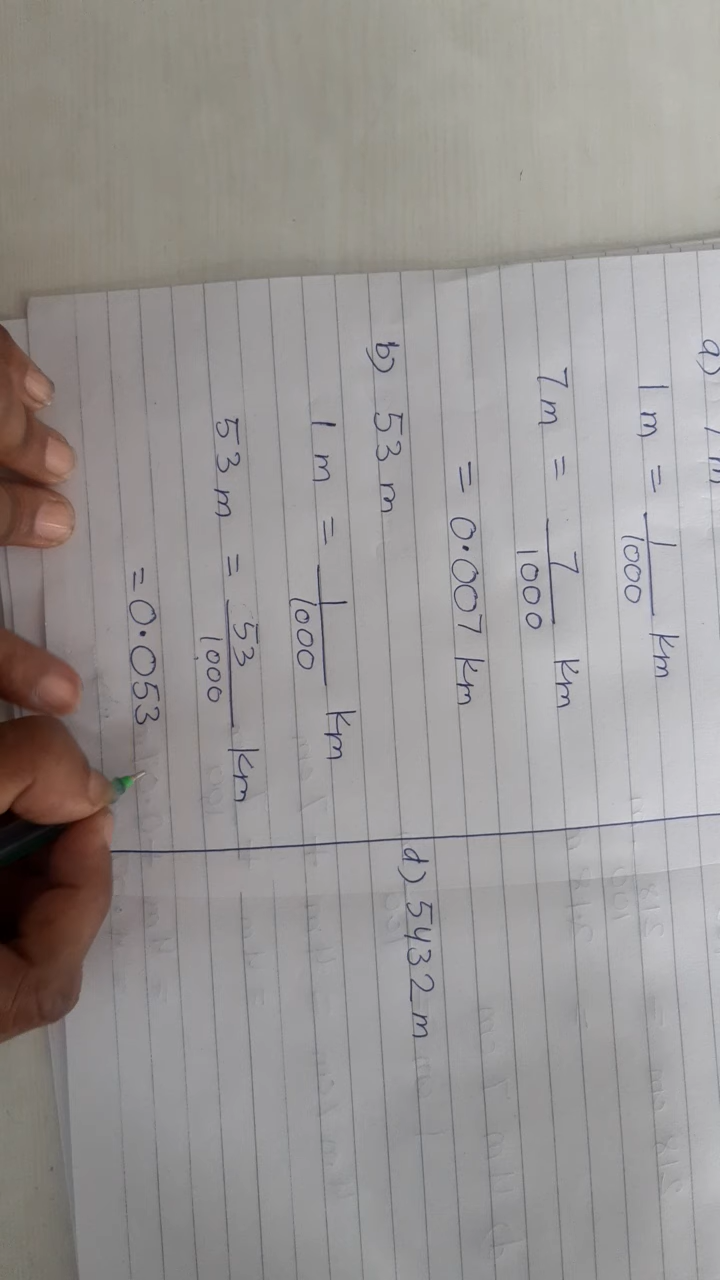 a) 7 m
1 m = 1/1000 km
7 m = 7/1000 km
= 0.007 km
b) 53 m
1 m = 1/1000 km
53 m = 53/1000 km
= 0.053
d) 5432 m